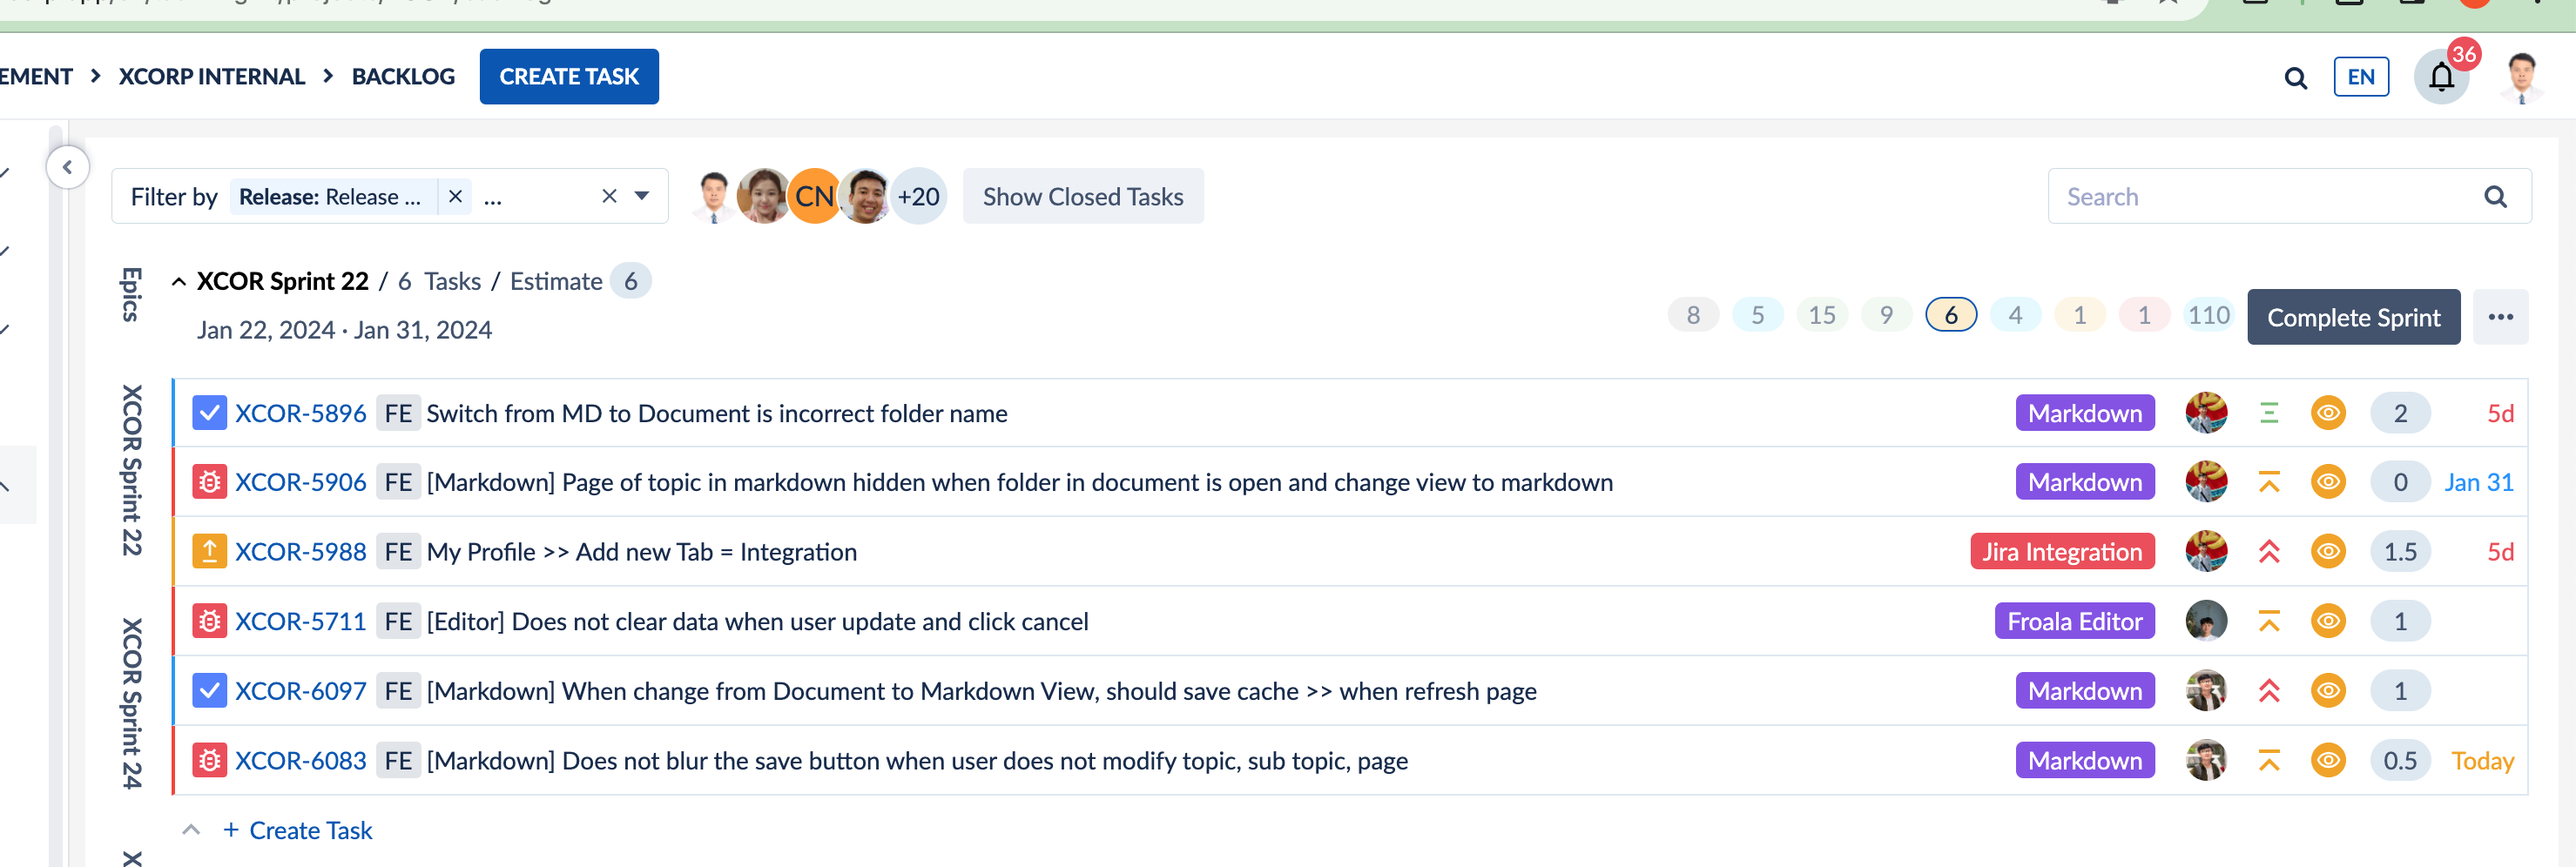 EMENT > XCORP INTERNAL > BACKLOG CREATE TASK EN 36
Filter by Release: Release ... × ... × CN +20 Show Closed Tasks Search
Epics
XCOR Sprint 22 / 6 Tasks / Estimate 6
Jan 22, 2024 · Jan 31, 2024
8 5 15 9 6 4 1 1 110 Complete Sprint ...
XCOR Sprint 22
XCOR Sprint 24
X
XCOR-5896 FE Switch from MD to Document is incorrect folder name Markdown 2 5d
XCOR-5906 FE [Markdown] Page of topic in markdown hidden when folder in document is open and change view to markdown Markdown 0 Jan 31
XCOR-5988 FE My Profile >> Add new Tab = Integration Jira Integration 1.5 5d
XCOR-5711 FE [Editor] Does not clear data when user update and click cancel Froala Editor 1
XCOR-6097 FE [Markdown] When change from Document to Markdown View, should save cache >> when refresh page Markdown 1
XCOR-6083 FE [Markdown] Does not blur the save button when user does not modify topic, sub topic, page Markdown 0.5 Today
+ Create Task